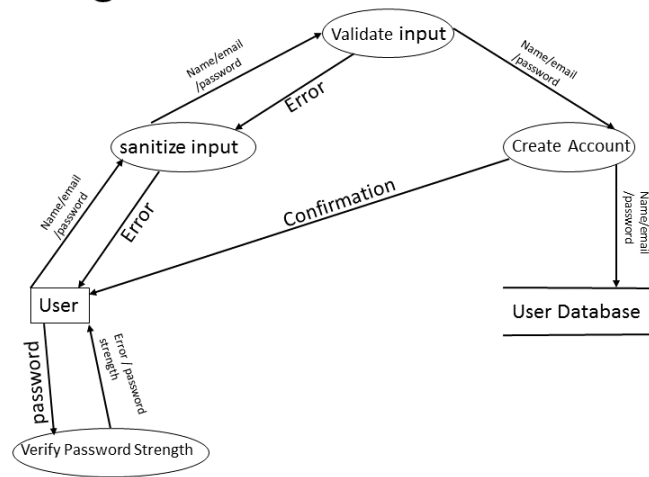 Validate input
Name/email
/password
Error
Name/email
/password
sanitize input
Create Account
Name/email
/password
Error
Confirmation
Name/email
/password
User
User Database
password
Error / password
strength
Verify Password Strength